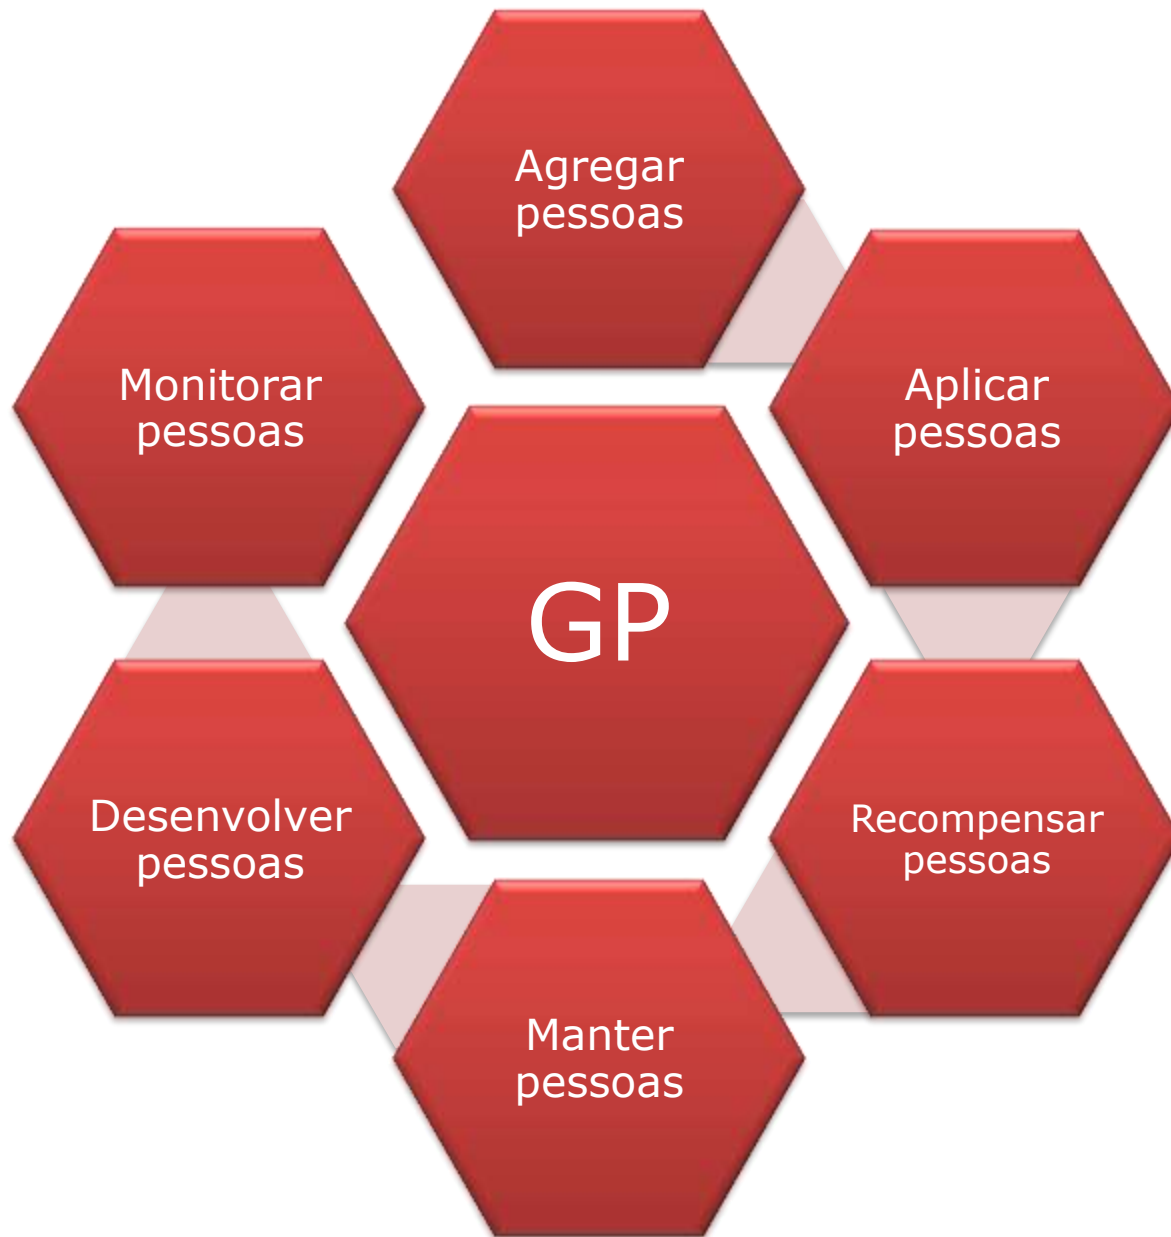 Agregar
pessoas
Aplicar
pessoas
Recompensar
pessoas
Manter
pessoas
Desenvolver
pessoas
Monitorar
pessoas
GP